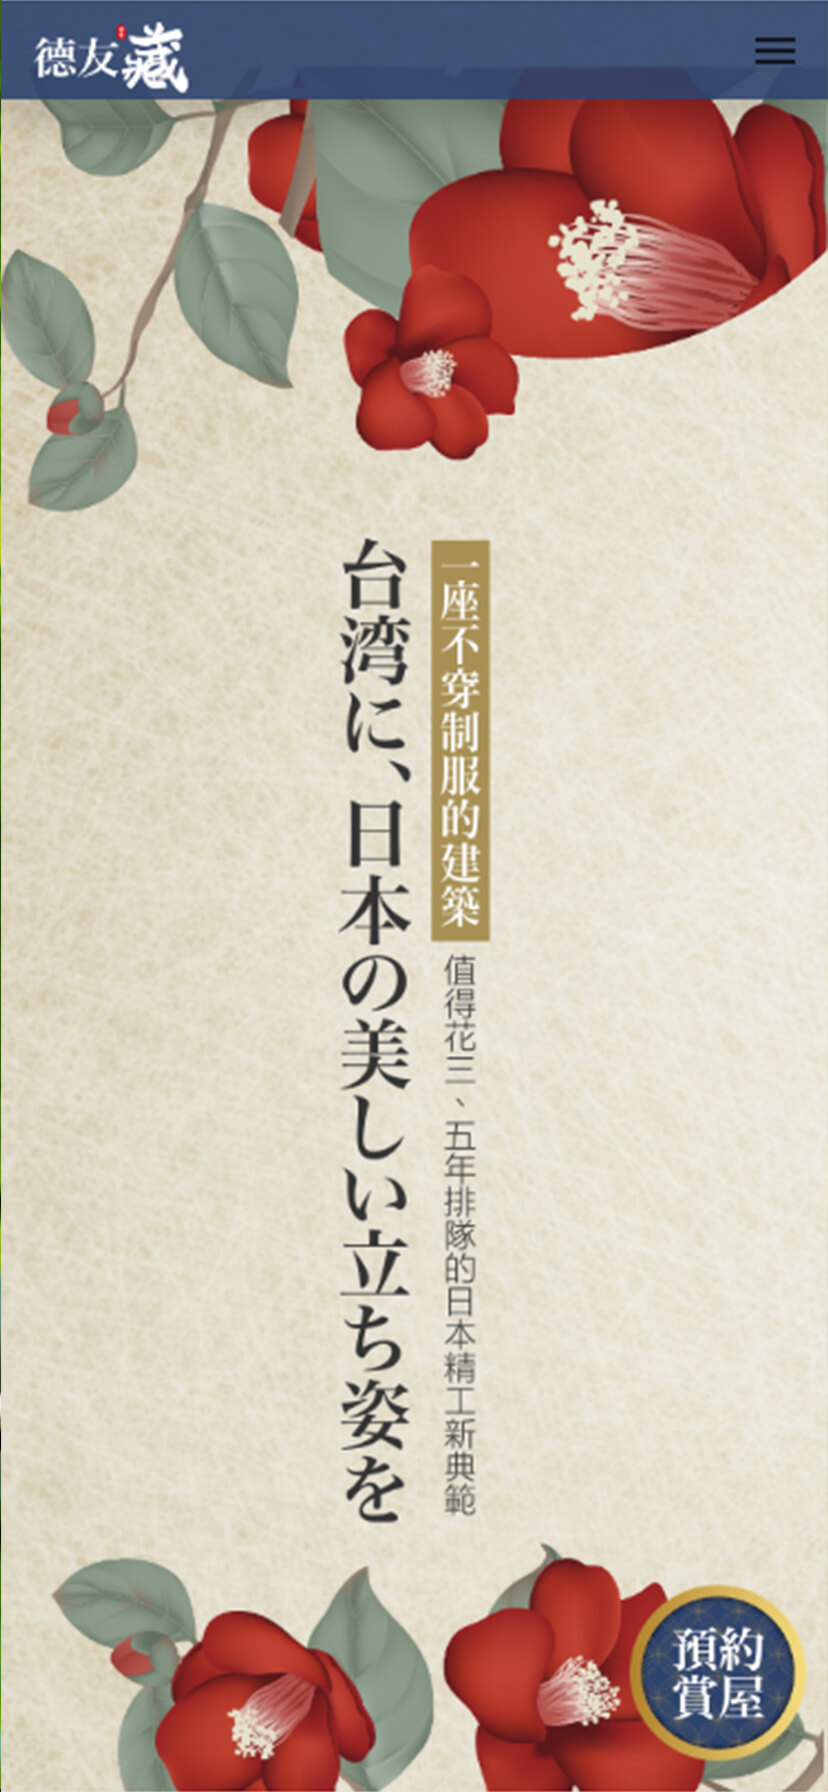 德友藏
一座不穿制服的建築
值得花三、五年排隊的日本精工新典範
台湾に、日本の美しい立ち姿を
預約
賞屋